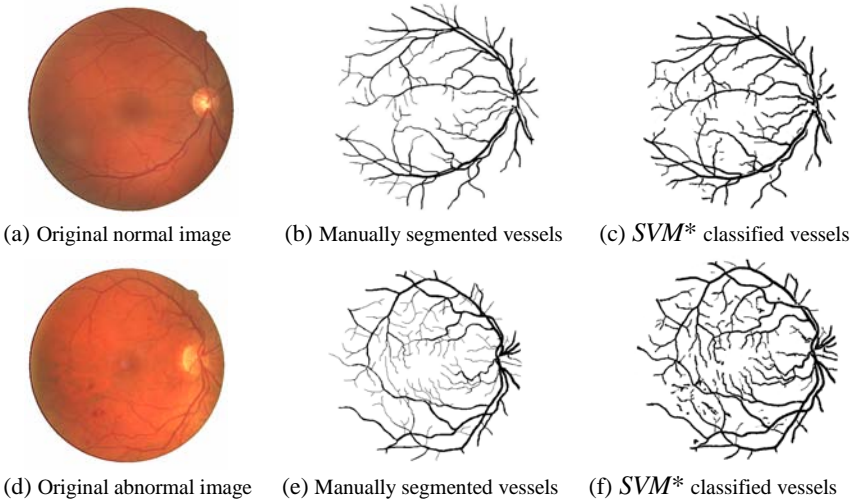 (a) Original normal image
(b) Manually segmented vessels
(c) SVM* classified vessels
(d) Original abnormal image
(e) Manually segmented vessels
(f) SVM* classified vessels